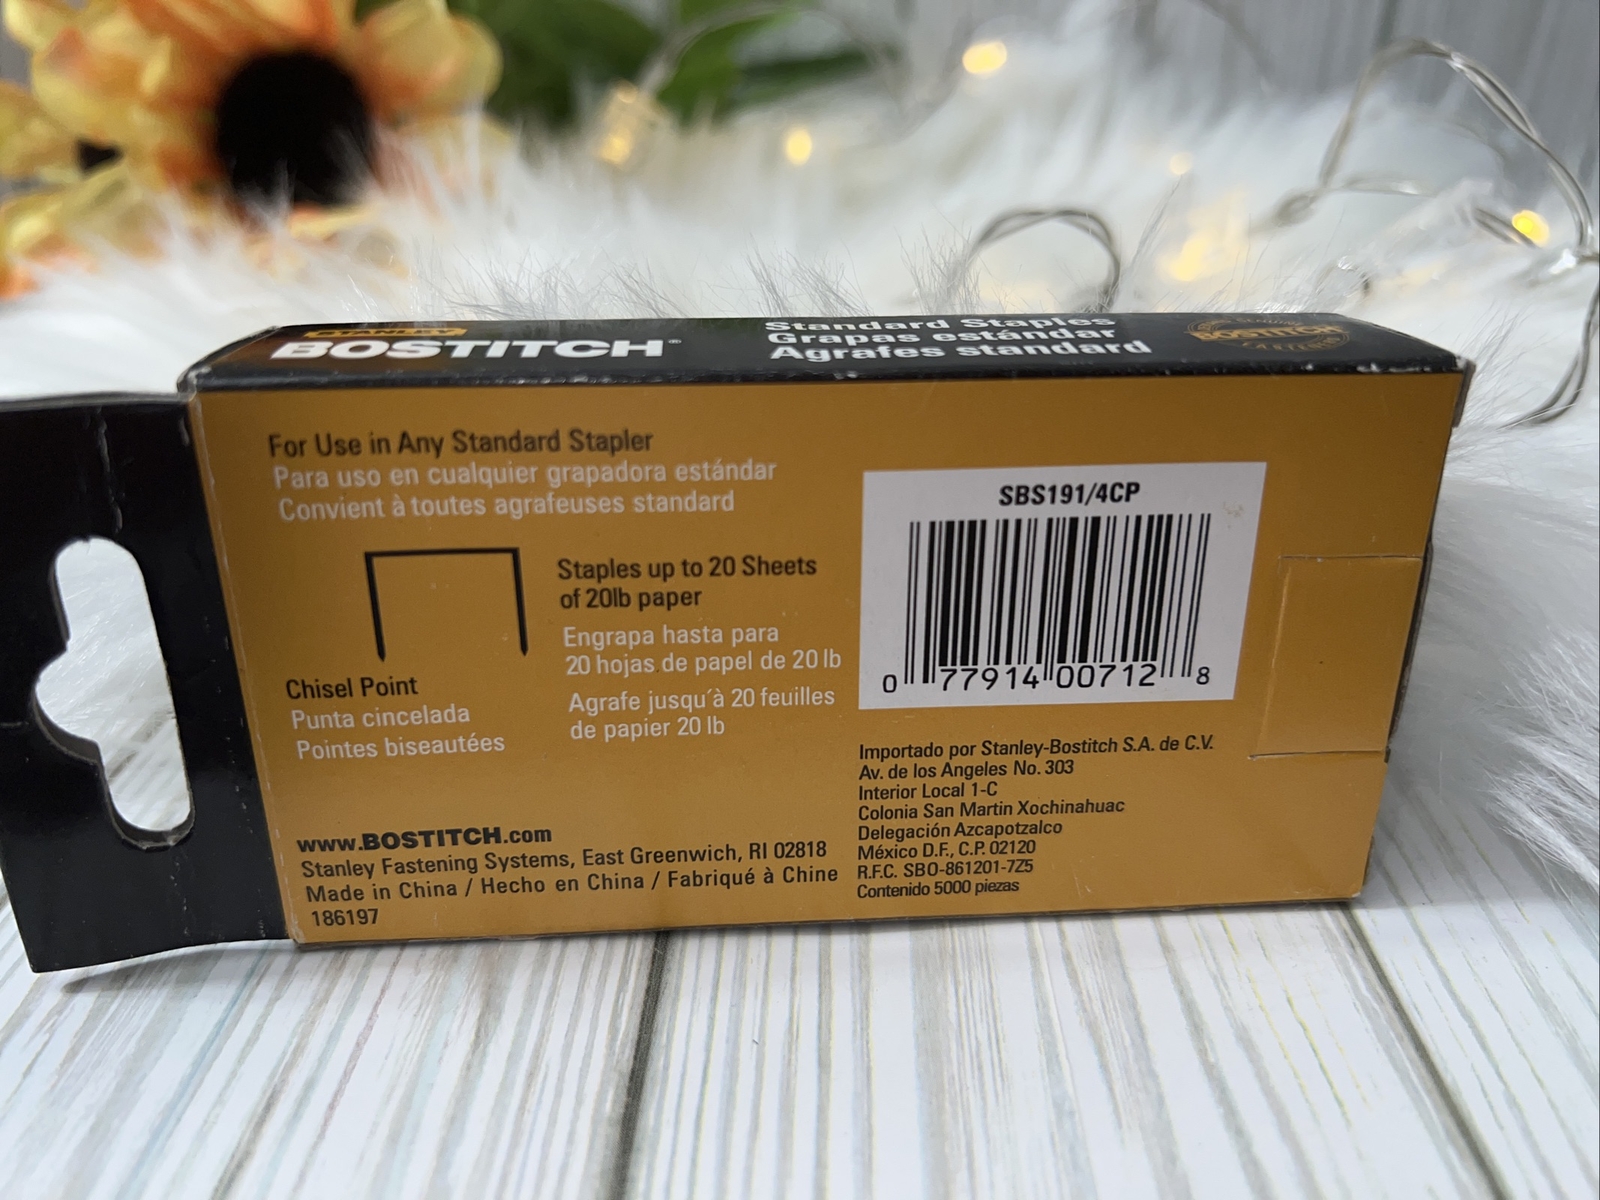 STANLEY
BOSTITCH®
Standard Staples
Grapas estándar
Agrafes standard
BOSTITCH
For Use in Any Standard Stapler
Para uso en cualquier grapadora estándar
Convient à toutes agrafeuses standard
Staples up to 20 Sheets
of 20lb paper
Engrapa hasta para
20 hojas de papel de 20 lb
Agrafe jusqu´à 20 feuilles
de papier 20 lb
Chisel Point
Punta cincelada
Pointes biseautées
www.BOSTITCH.com
Stanley Fastening Systems, East Greenwich, RI 02818
Made in China / Hecho en China / Fabriqué à Chine
186197
SBS191/4CP
0 77914 00712 8
Importado por Stanley-Bostitch S.A. de C.V.
Av. de los Angeles No. 303
Interior Local 1-C
Colonia San Martin Xochinahuac
Delegación Azcapotzalco
México D.F., C.P. 02120
R.F.C. SBO-861201-7Z5
Contenido 5000 piezas